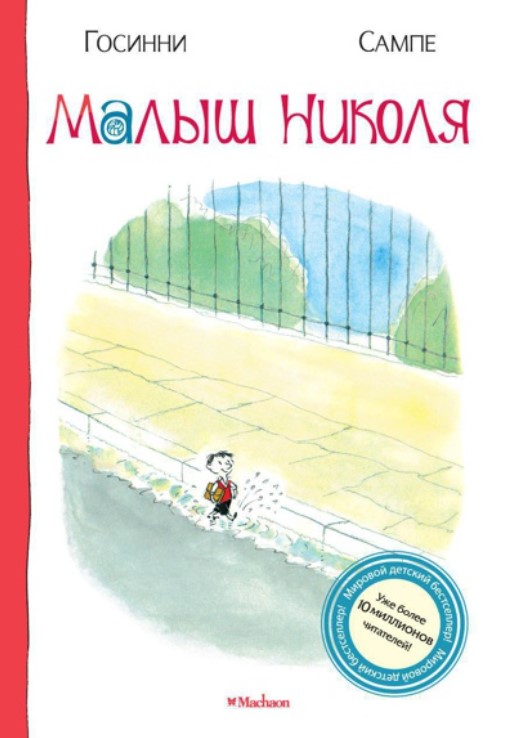 Госинни Сампе
Малыш Николя
Мировой детский бестселлер! Мировой детский бестселлер!
Уже более
10 миллионов
читателей!
Machaon